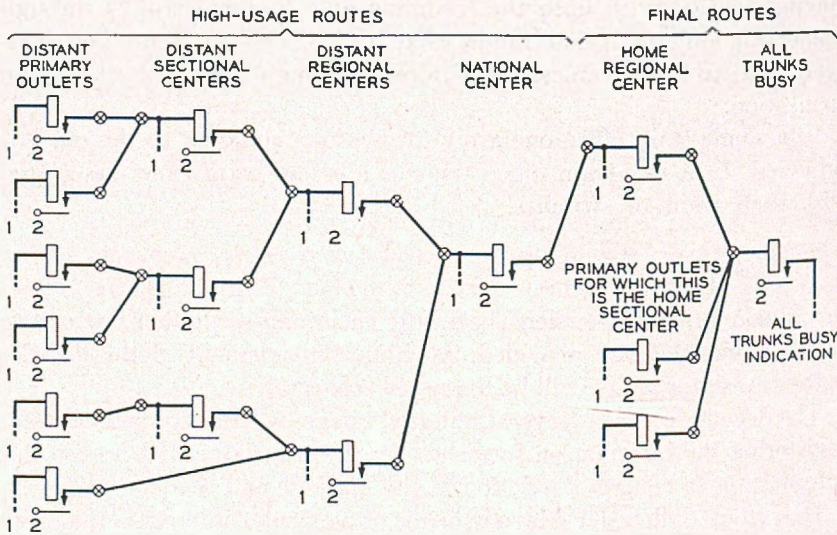 HIGH-USAGE ROUTES
FINAL ROUTES
DISTANT
PRIMARY
OUTLETS
DISTANT
SECTIONAL
CENTERS
DISTANT
REGIONAL
CENTERS
NATIONAL
CENTER
HOME
REGIONAL
CENTER
ALL
TRUNKS
BUSY
1 2
1 2
1 2
1 2
1 2
1 2
2
1 2
1 2
PRIMARY OUTLETS
FOR WHICH THIS
IS THE HOME
SECTIONAL
CENTER
ALL
TRUNKS BUSY
INDICATION
1 2
1 2
1 2
1 2
1 2
1 2
1 2